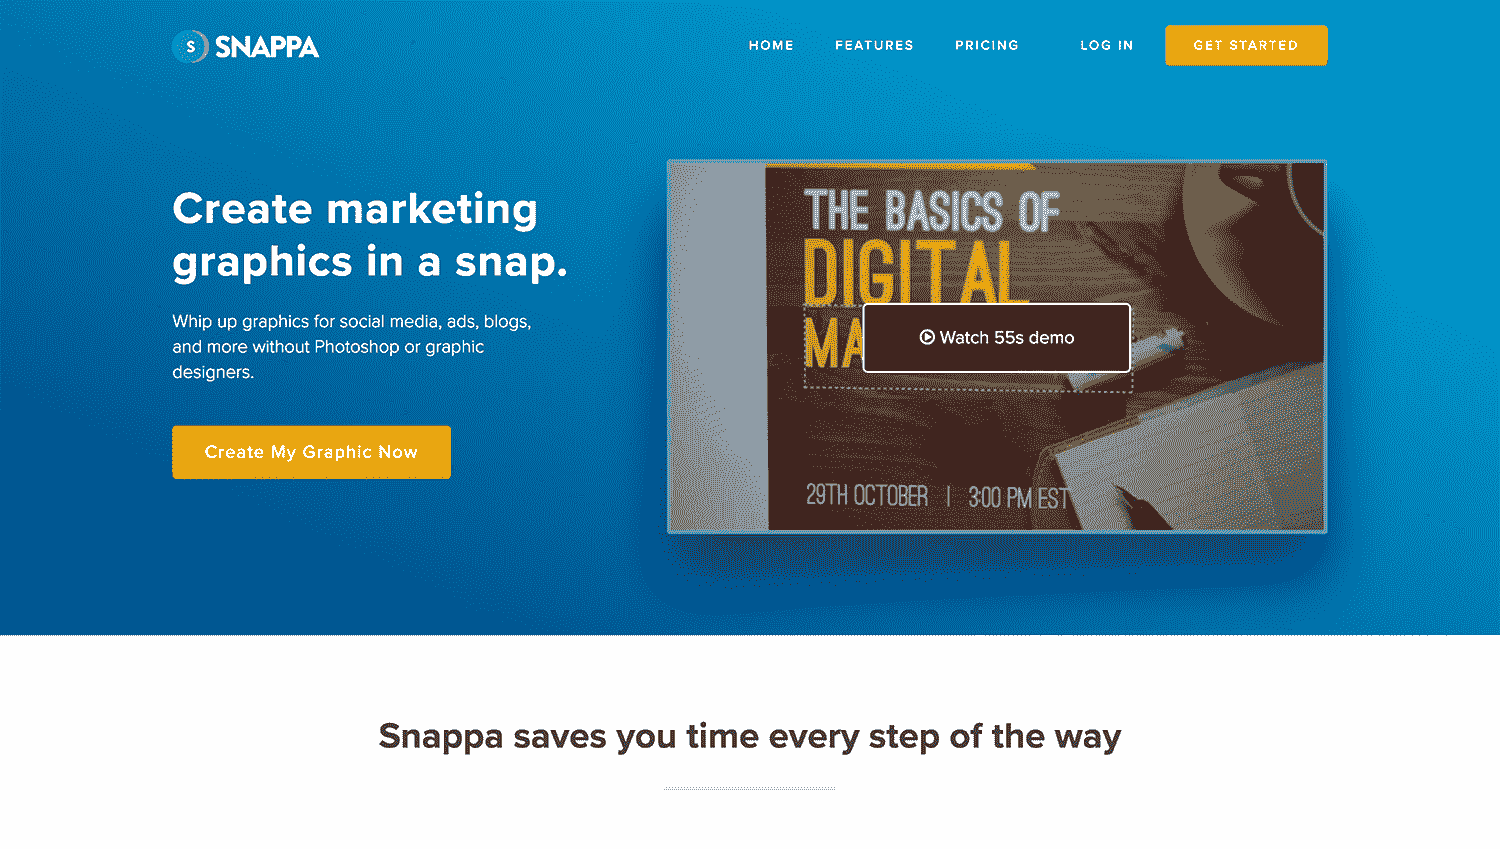 S SNAPPA
HOME FEATURES PRICING LOG IN GET STARTED
Create marketing
graphics in a snap.
Whip up graphics for social media, ads, blogs,
and more without Photoshop or graphic
designers.
Create My Graphic Now
THE BASICS OF
DIGITAL
MA
Watch 55s demo
29TH OCTOBER | 3:00 PM EST
Snappa saves you time every step of the way